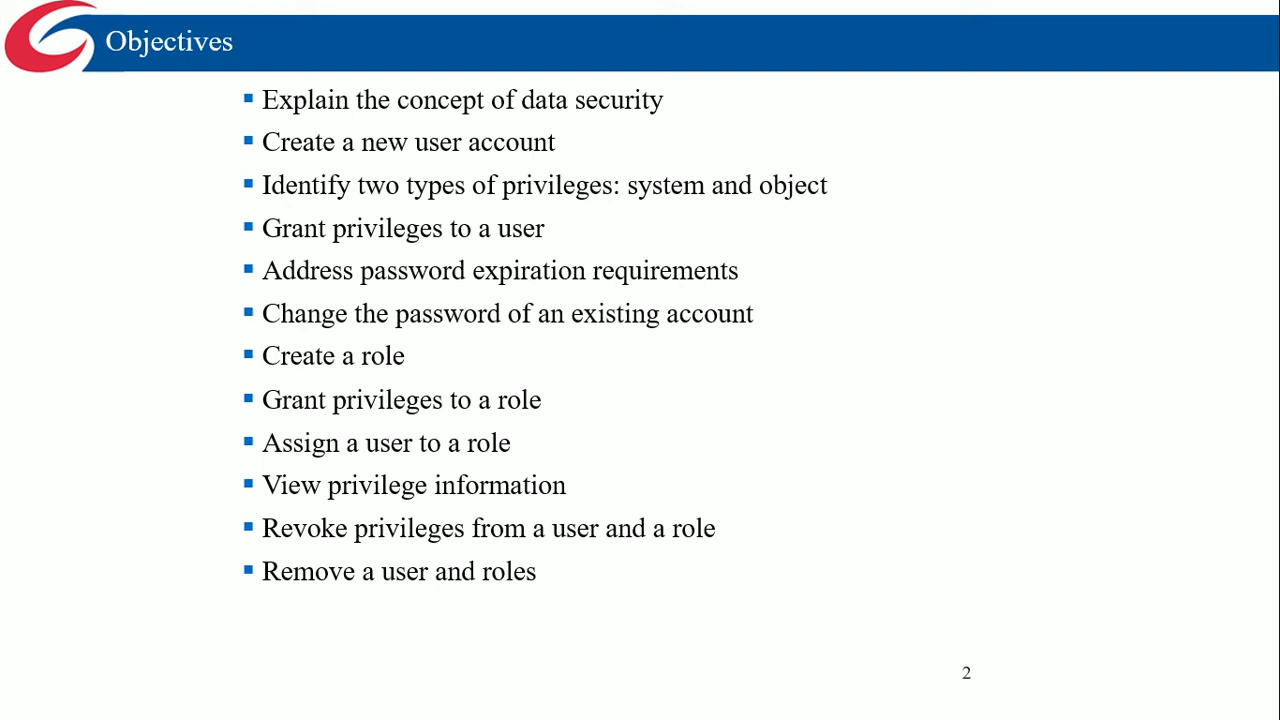 Objectives
Explain the concept of data security
Create a new user account
Identify two types of privileges: system and object
Grant privileges to a user
Address password expiration requirements
Change the password of an existing account
Create a role
Grant privileges to a role
Assign a user to a role
View privilege information
Revoke privileges from a user and a role
Remove a user and roles
2